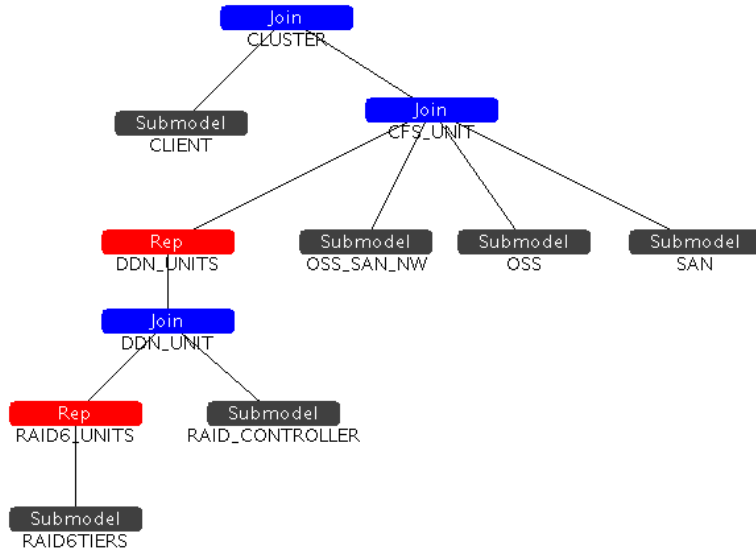 Join
CLUSTER
Submodel
CLIENT
Join
CFS_UNIT
Rep
DDN_UNITS
Submodel
OSS_SAN_NW
Submodel
OSS
Submodel
SAN
Join
DDN_UNIT
Rep
RAID6_UNITS
Submodel
RAID_CONTROLLER
Submodel
RAID6TIERS